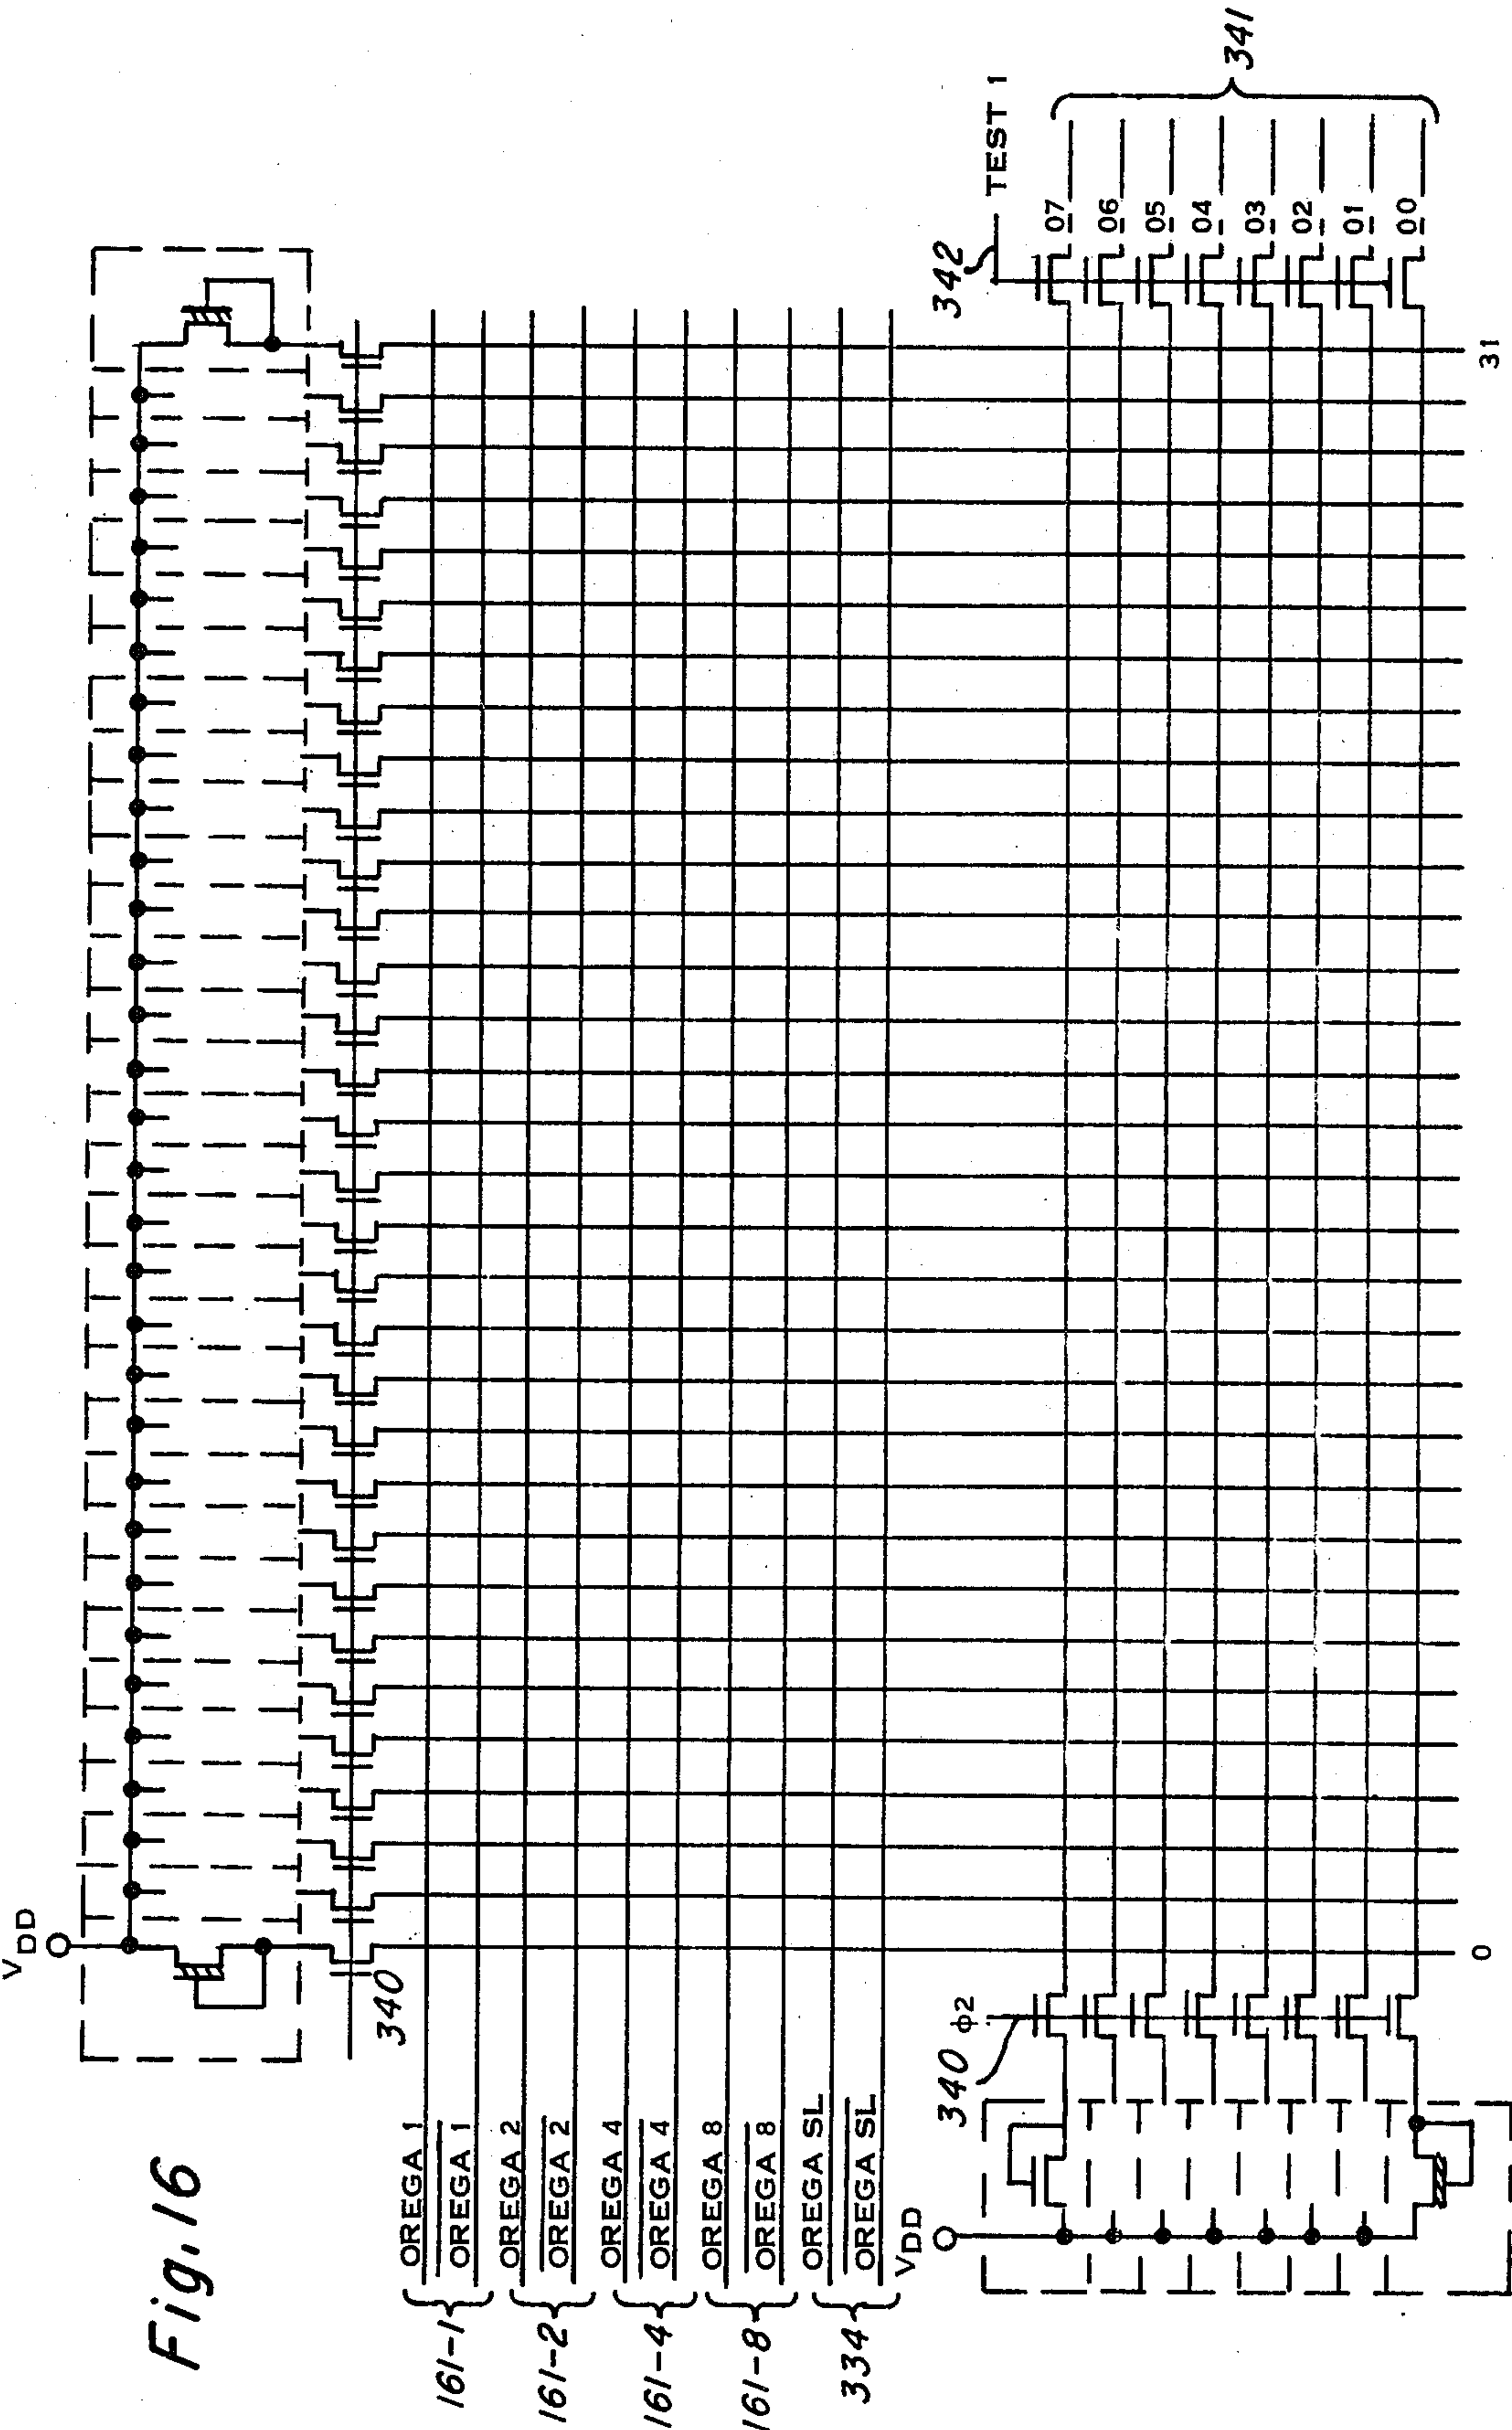 Fig. 16
VDD
340
OREGA 1
OREGA 1
OREGA 2
OREGA 2
OREGA 4
OREGA 4
OREGA 8
OREGA 8
OREGA SL
OREGA SL
161-1
161-2
161-4
161-8
334
VDD
340
Φ2
342
TEST 1
07
06
05
04
03
02
01
00
341
0
31